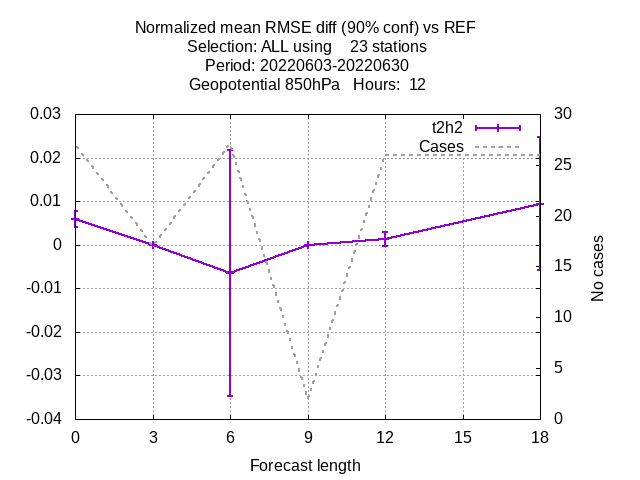 Normalized mean RMSE diff (90% conf) vs REF
Selection: ALL using    23 stations
Period: 20220603-20220630
Geopotential 850hPa   Hours:  12
t2h2
Cases
0.03
0.02
0.01
0
-0.01
-0.02
-0.03
-0.04
30
25
20
15
10
5
0
No cases
0 3 6 9 12 15 18
Forecast length